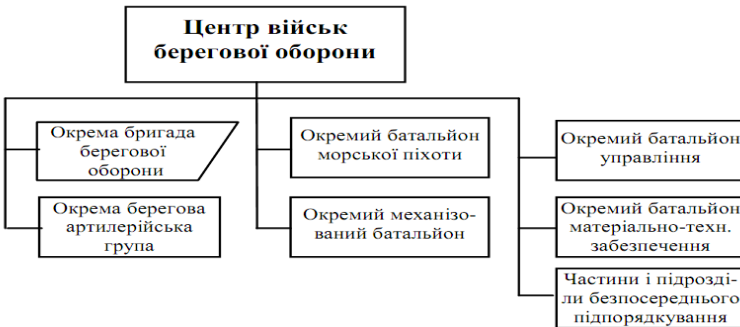 Центр військ
берегової оборони
Окрема бригада
берегової
оборони
Окрема берегова
артилерійська
група
Окремий батальйон
морської піхоти
Окремий механізо-
ваний батальйон
Окремий батальйон
управління
Окремий батальйон
матеріально-техн.
забезпечення
Частини і підрозді-
ли безпосереднього
підпорядкування